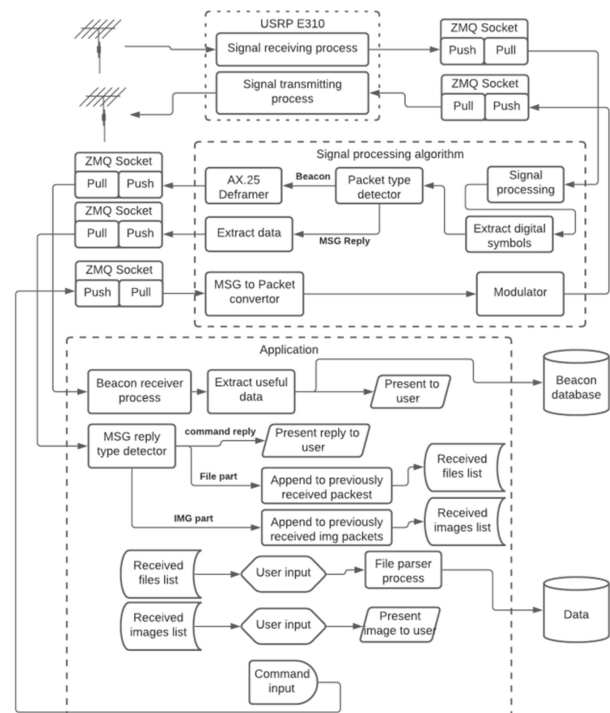 USRP E310
Signal receiving process
Signal transmitting
process
ZMQ Socket
Push Pull
ZMQ Socket
Pull Push
Signal processing algorithm
ZMQ Socket
Pull Push
ZMQ Socket
Pull Push
ZMQ Socket
Push Pull
AX.25
Deframer
Beacon
Packet type
detector
Signal
processing
Extract data
MSG Reply
Extract digital
symbols
MSG to Packet
convertor
Modulator
Application
Beacon receiver
process
Extract useful
data
Present to
user
Beacon
database
MSG reply
type detector
command reply
Present reply to
user
File part
Append to previously
received packest
Received
files list
IMG part
Append to previously
received img packets
Received
images list
Received
files list
User input
File parser
process
Received
images list
User input
Present
image to user
Data
Command
input